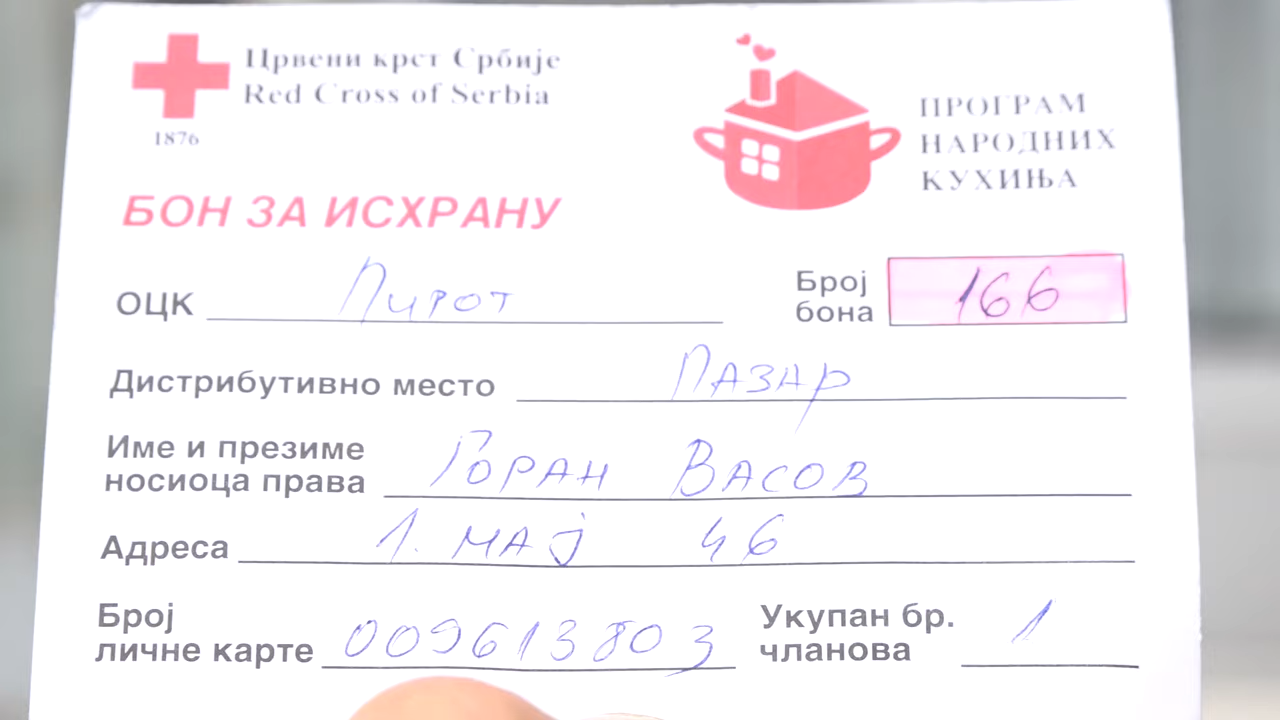 Црвени крст Србије
Red Cross of Serbia
1876
ПРОГРАМ
НАРОДНИХ
КУХИЊА
БОН ЗА ИСХРАНУ
ОЦК Пирот
Број бона 166
Дистрибутивно место Пазар
Име и презиме
носиоца права Горан Васов
Адреса 1. мај 46
Број
личне карте 009613803
Укупан бр.
чланова 1